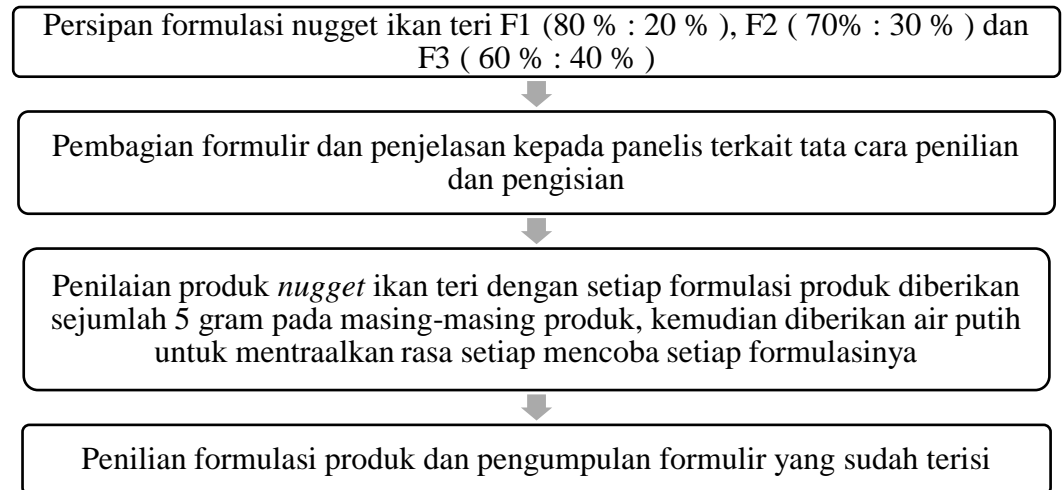 Persipan formulasi nugget ikan teri F1 (80 % : 20 % ), F2 ( 70% : 30 % ) dan
F3 ( 60 % : 40 % )
Pembagian formulir dan penjelasan kepada panelis terkait tata cara penilian
dan pengisian
Penilaian produk nugget ikan teri dengan setiap formulasi produk diberikan
sejumlah 5 gram pada masing-masing produk, kemudian diberikan air putih
untuk mentraalkan rasa setiap mencoba setiap formulasinya
Penilian formulasi produk dan pengumpulan formulir yang sudah terisi